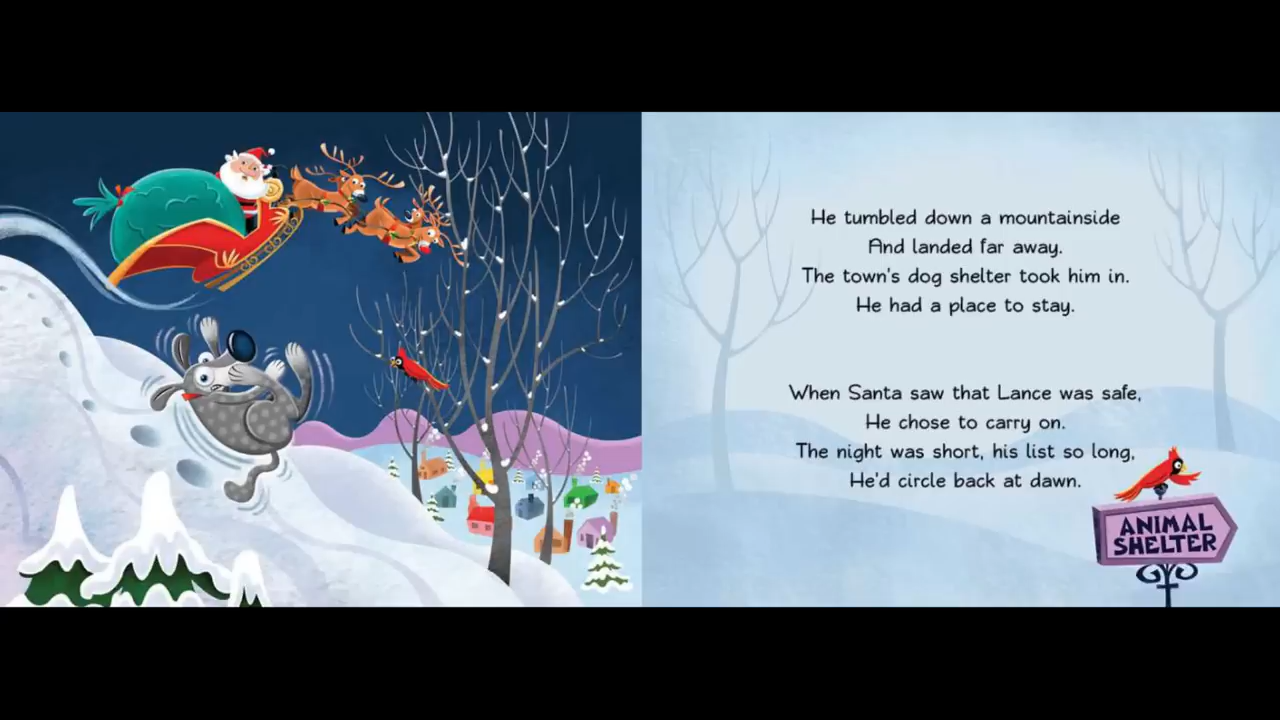 He tumbled down a mountainside
And landed far away.
The town's dog shelter took him in.
He had a place to stay.
When Santa saw that Lance was safe,
He chose to carry on.
The night was short, his list so long,
He'd circle back at dawn.
ANIMAL
SHELTER